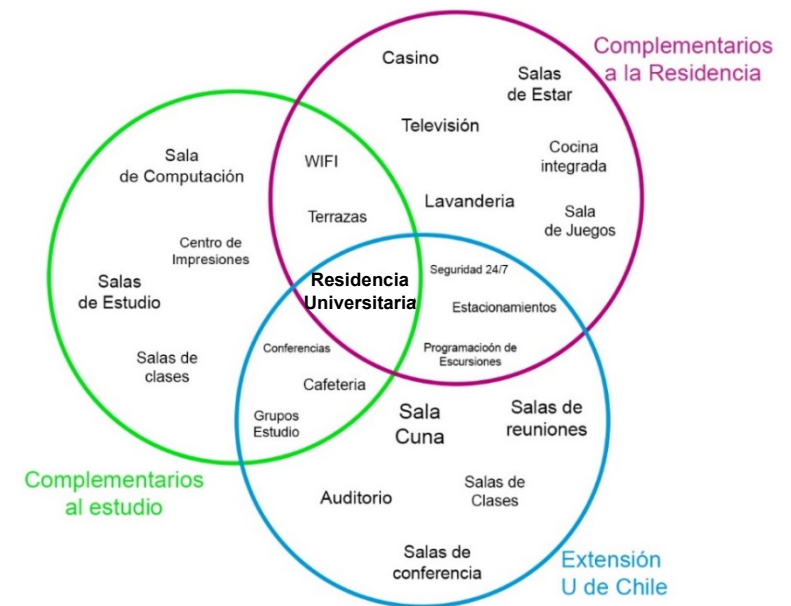 Casino
Complementarios
a la Residencia
Salas
de Estar
Televisión
Cocina
integrada
Sala
de Computación
WIFI
Lavanderia
Sala
de Juegos
Terrazas
Centro de
Impresiones
Salas
de Estudio
Residencia
Universitaria
Seguridad 24/7
Estacionamientos
Conferencias
Programacioón de
Escursiones
Salas de
clases
Cafeteria
Grupos
Estudio
Sala
Cuna
Salas de
reuniones
Complementarios
al estudio
Auditorio
Salas de
Clases
Salas de
conferencia
Extensión
U de Chile